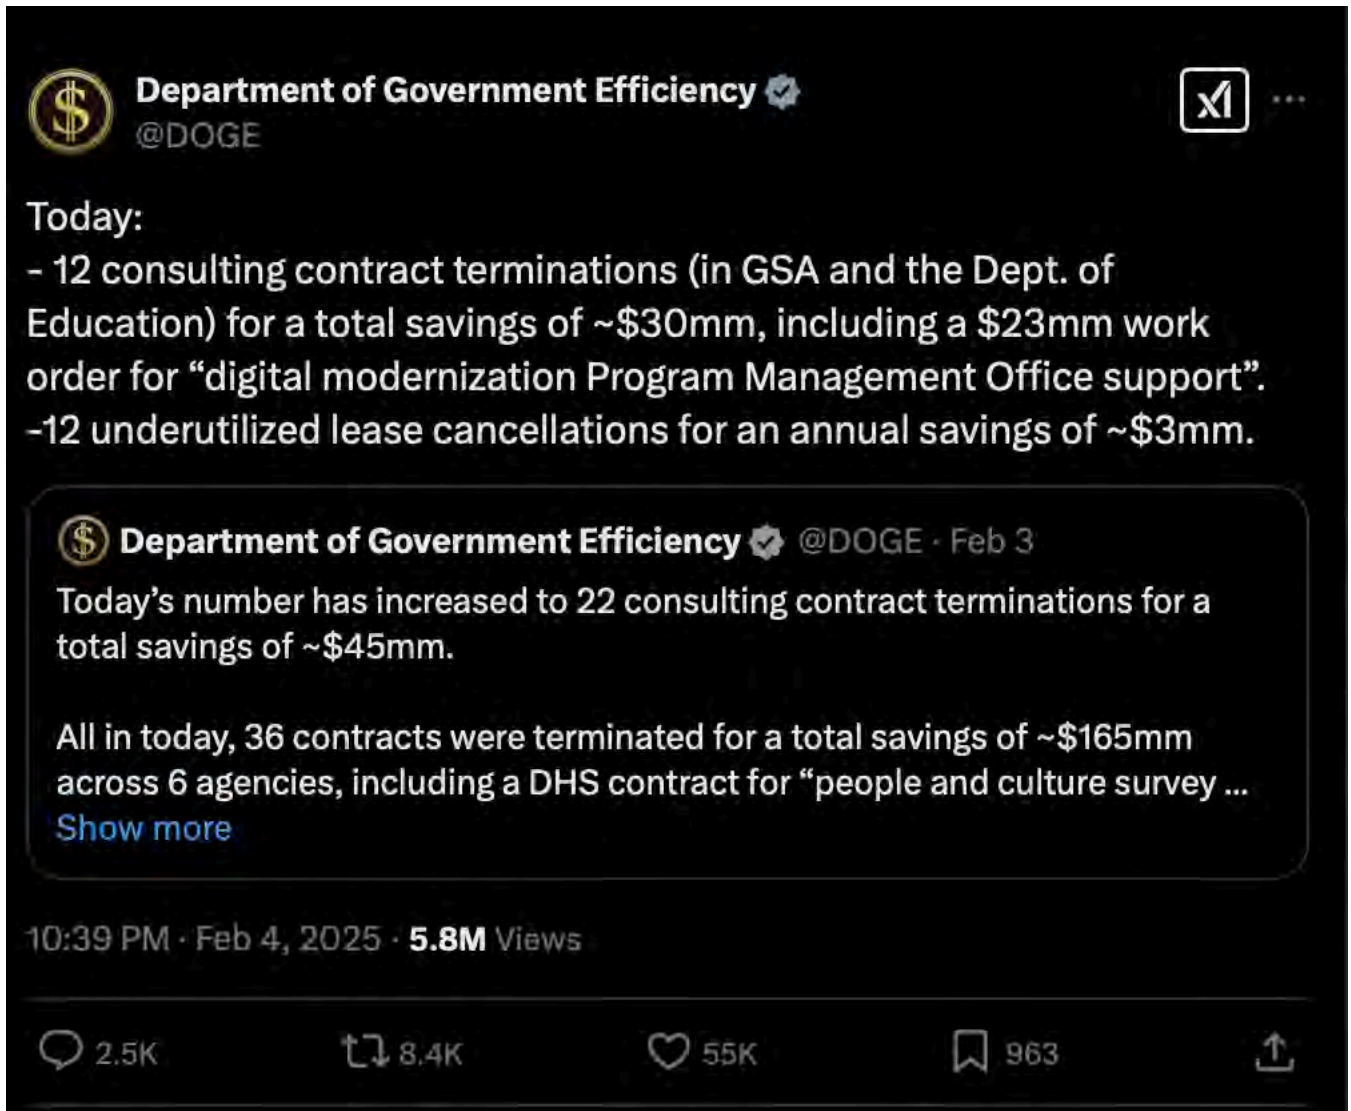 Department of Government Efficiency
@DOGE
Today:
- 12 consulting contract terminations (in GSA and the Dept. of
Education) for a total savings of ~$30mm, including a $23mm work
order for “digital modernization Program Management Office support”.
-12 underutilized lease cancellations for an annual savings of ~$3mm.
Department of Government Efficiency @DOGE · Feb 3
Today’s number has increased to 22 consulting contract terminations for a
total savings of ~$45mm.
All in today, 36 contracts were terminated for a total savings of ~$165mm
across 6 agencies, including a DHS contract for “people and culture survey ...
Show more
10:39 PM · Feb 4, 2025 · 5.8M Views
2.5K 8.4K 55K 963